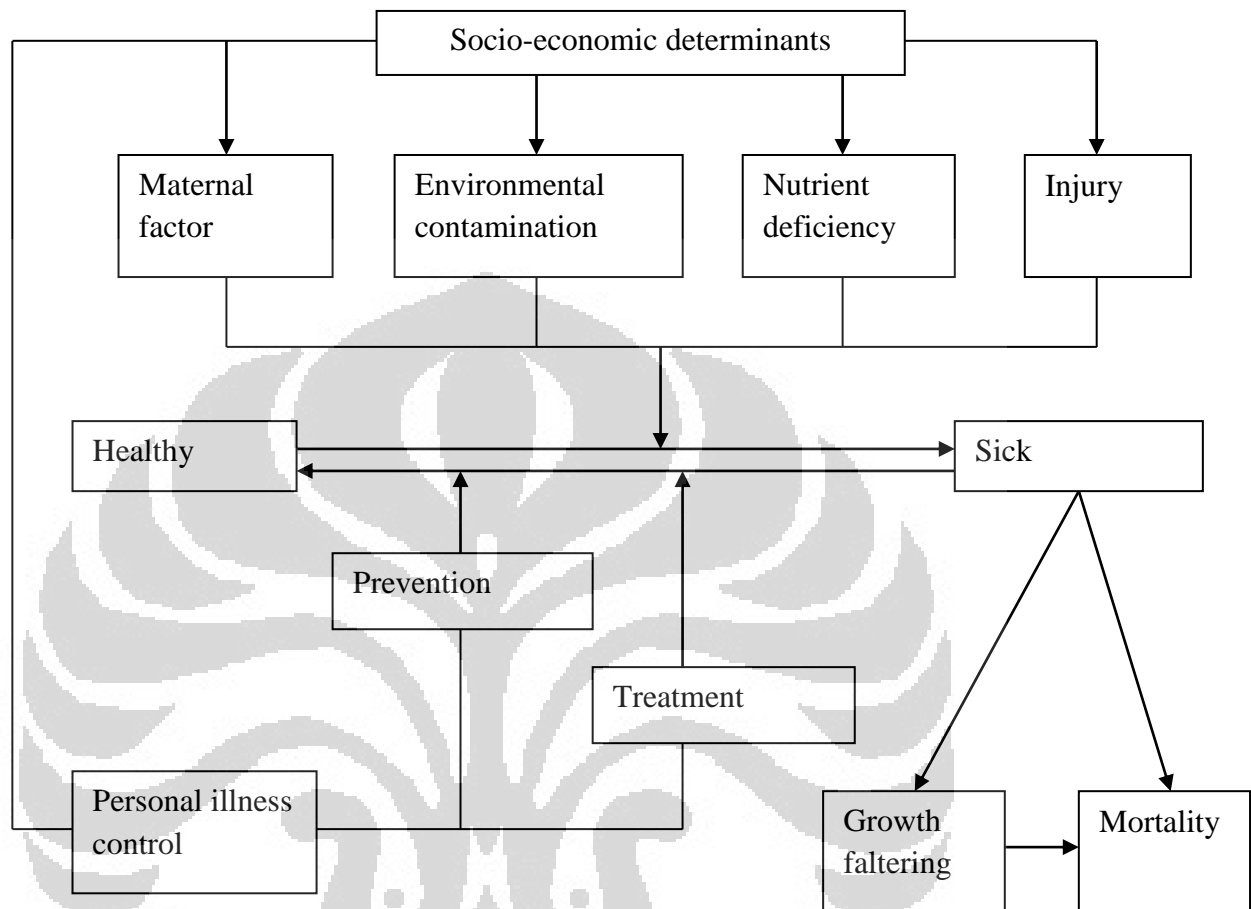 Socio-economic determinants
Maternal
factor
Environmental
contamination
Nutrient
deficiency
Injury
Healthy
Sick
Prevention
Treatment
Personal illness
control
Growth
faltering
Mortality